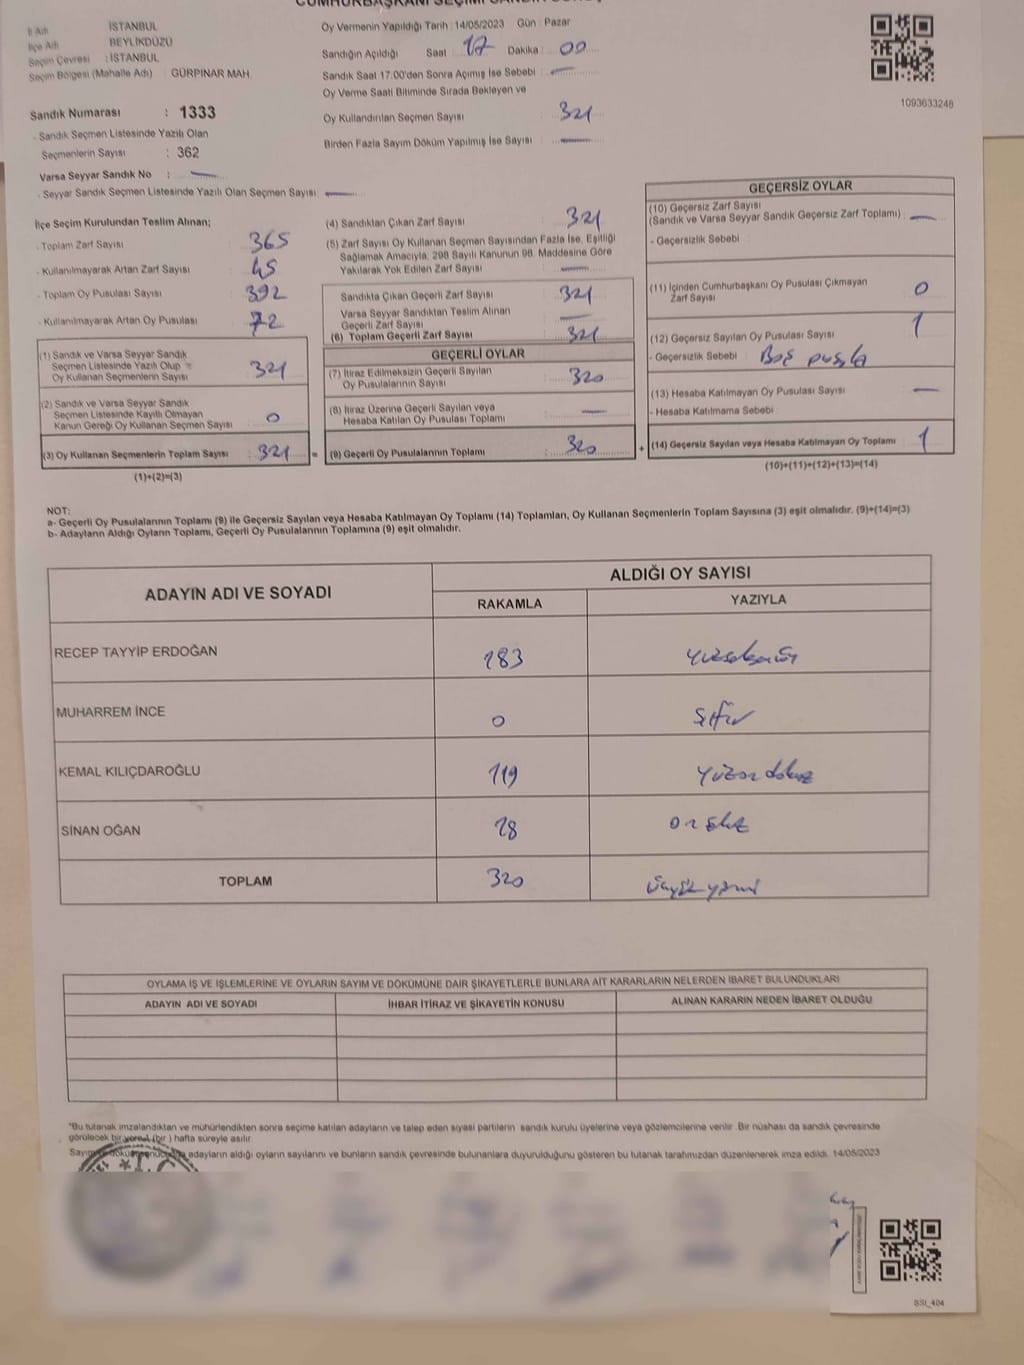 İl Adı İSTANBUL
İlçe Adı BEYLİKDÜZÜ
Seçim Çevresi : İSTANBUL
Seçim Bölgesi (Mahalle Adı) : GÜRPINAR MAH.
Sandık Numarası : 1333
- Sandık Seçmen Listesinde Yazılı Olan
Seçmenlerin Sayısı : 362
Varsa Seyyar Sandık No : —
- Seyyar Sandık Seçmen Listesinde Yazılı Olan Seçmen Sayısı: —
Oy Vermenin Yapıldığı Tarih : 14/05/2023 Gün : Pazar
Sandığın Açıldığı Saat : 17 Dakika : 00
Sandık Saat 17:00'den Sonra Açımış İse Sebebi : —
Oy Verme Saati Bitiminde Sırada Bekleyen ve
Oy Kullandırılan Seçmen Sayısı : 321
Birden Fazla Sayım Döküm Yapılmış İse Sayısı : —
1093633248
İlçe Seçim Kurulundan Teslim Alınan;
- Toplam Zarf Sayısı : 365
- Kullanılmayarak Artan Zarf Sayısı : 45
- Toplam Oy Pusulası Sayısı : 392
- Kullanılmayarak Artan Oy Pusulası : 72
(1) Sandık ve Varsa Seyyar Sandık
Seçmen Listesinde Yazılı Olup
Oy Kullanan Seçmenlerin Sayısı : 321
(2) Sandık ve Varsa Seyyar Sandık
Seçmen Listesinde Kayıtlı Olmayan
Kanun Gereği Oy Kullanan Seçmen Sayısı : 0
(3) Oy Kullanan Seçmenlerin Toplam Sayısı : 321
(1)+(2)=(3)
(4) Sandıktan Çıkan Zarf Sayısı : 321
(5) Zarf Sayısı Oy Kullanan Seçmen Sayısından Fazla İse, Eşitliği
Sağlamak Amacıyla; 298 Sayılı Kanunun 98. Maddesine Göre
Yakılarak Yok Edilen Zarf Sayısı : —
Sandıkta Çıkan Geçerli Zarf Sayısı : 321
Varsa Seyyar Sandıktan Teslim Alınan
Geçerli Zarf Sayısı : —
(6) Toplam Geçerli Zarf Sayısı : 321
GEÇERLİ OYLAR
(7) İtiraz Edilmeksizin Geçerli Sayılan
Oy Pusulalarının Sayısı : 320
(8) İtiraz Üzerine Geçerli Sayılan veya
Hesaba Katılan Oy Pusulası Toplamı : —
(9) Geçerli Oy Pusulalarının Toplamı : 320
GEÇERSİZ OYLAR
(10) Geçersiz Zarf Sayısı
(Sandık ve Varsa Seyyar Sandık Geçersiz Zarf Toplamı) : —
- Geçersizlik Sebebi :
(11) İçinden Cumhurbaşkanı Oy Pusulası Çıkmayan
Zarf Sayısı : 0
(12) Geçersiz Sayılan Oy Pusulası Sayısı : 1
- Geçersizlik Sebebi : Boş pusula
(13) Hesaba Katılmayan Oy Pusulası Sayısı : —
- Hesaba Katılmama Sebebi :
(14) Geçersiz Sayılan veya Hesaba Katılmayan Oy Toplamı : 1
(10)+(11)+(12)+(13)=(14)
NOT:
a- Geçerli Oy Pusulalarının Toplamı (9) ile Geçersiz Sayılan veya Hesaba Katılmayan Oy Toplamı (14) Toplamları, Oy Kullanan Seçmenlerin Toplam Sayısına (3) eşit olmalıdır. (9)+(14)=(3)
b- Adayların Aldığı Oyların Toplamı, Geçerli Oy Pusulalarının Toplamına (9) eşit olmalıdır.
ADAYIN ADI VE SOYADI ALDIĞI OY SAYISI
RAKAMLA YAZIYLA
RECEP TAYYİP ERDOĞAN 183
MUHARREM İNCE 0 sıfır
KEMAL KILIÇDAROĞLU 119 yüzon dokuz
SİNAN OĞAN 18 on sekiz
TOPLAM 320 üçyüz yirmi
OYLAMA İŞ VE İŞLEMLERİNE VE OYLARIN SAYIM VE DÖKÜMÜNE DAİR ŞİKAYETLERLE BUNLARA AİT KARARLARIN NELERDEN İBARET BULUNDUKLARI
ADAYIN ADI VE SOYADI İHBAR İTİRAZ VE ŞİKAYETİN KONUSU ALINAN KARARIN NEDEN İBARET OLDUĞU
*Bu tutanak imzalandıktan ve mühürlendikten sonra seçime katılan adayların ve talep eden siyasi partilerin sandık kurulu üyelerine veya gözlemcilerine verilir. Bir nüshası da sandık çevresinde
görülecek bir yere 1 (bir ) hafta süreyle asılır.
adayların aldığı oyların sayılarını ve bunların sandık çevresinde bulunanlara duyurulduğunu gösteren bu tutanak tarafımızdan düzenlenerek imza edildi. 14/05/2023
T.C.
BSI_404